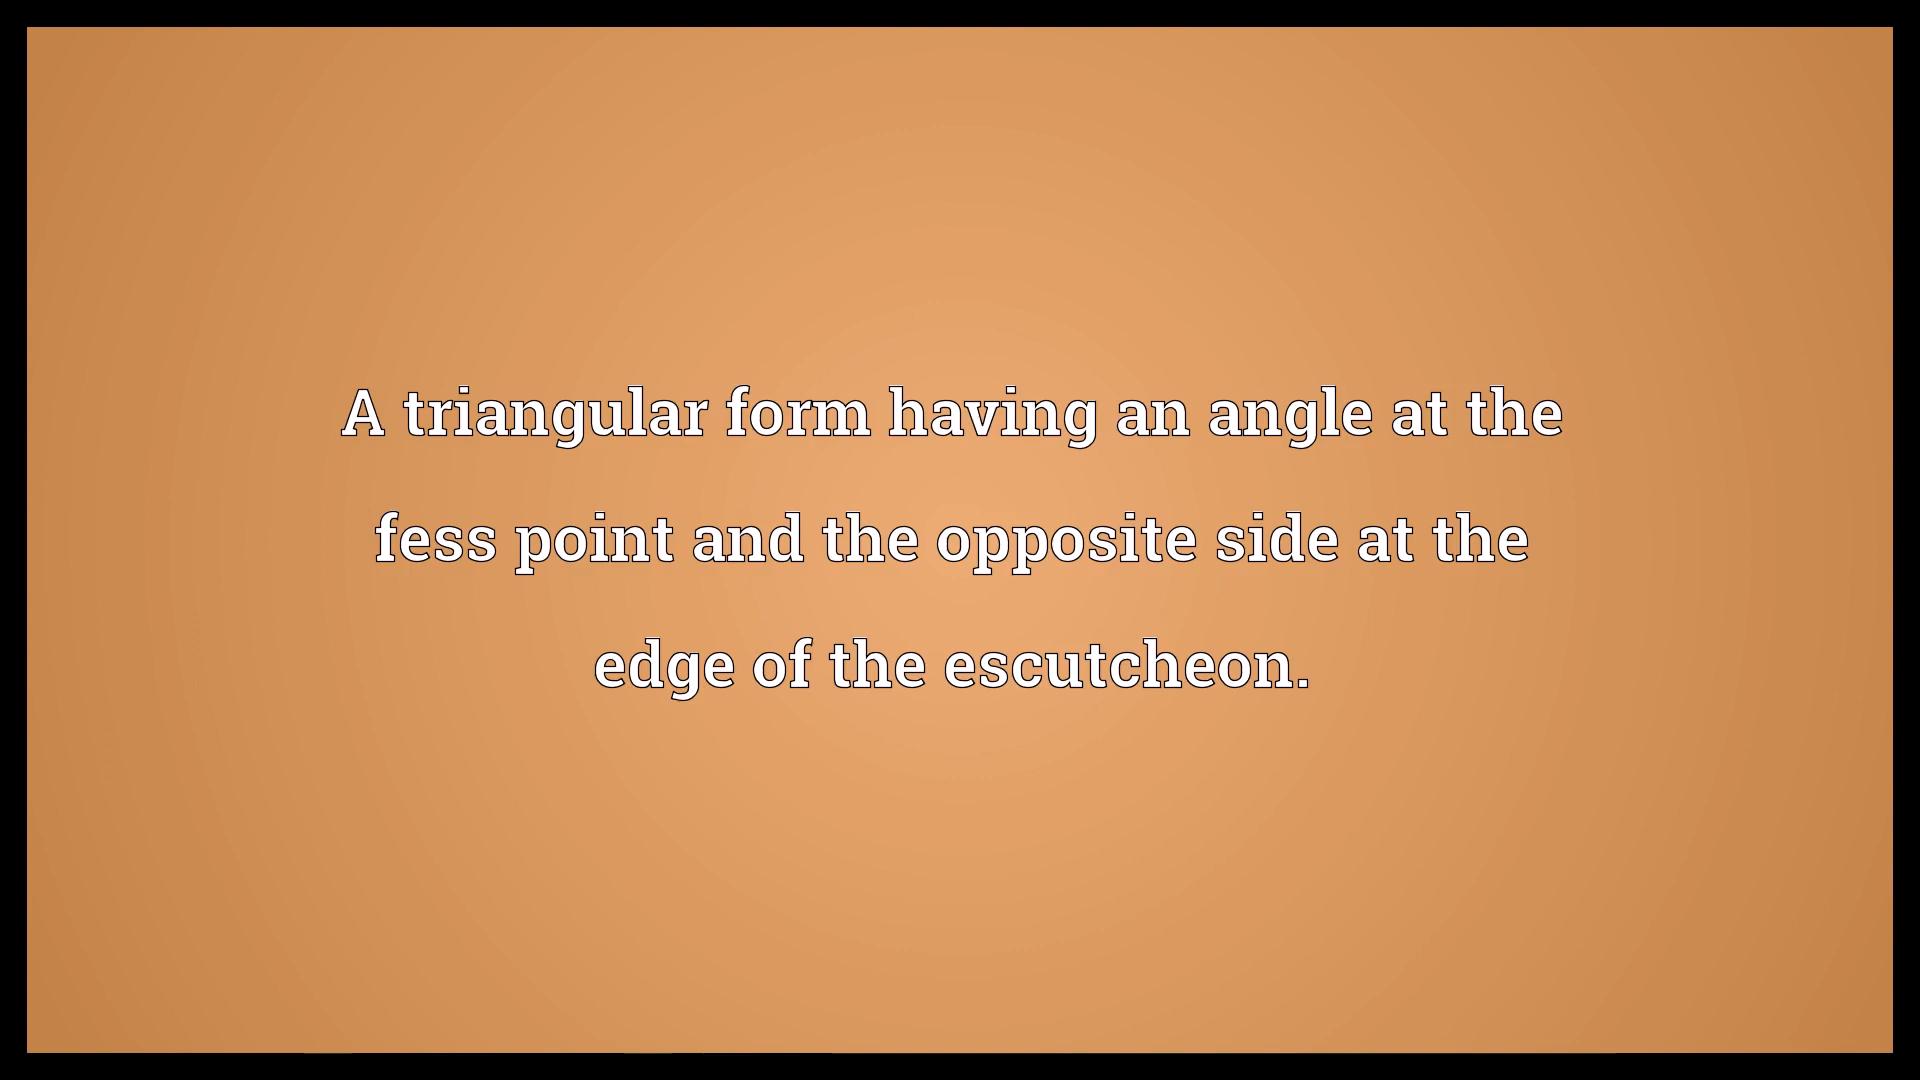 A triangular form having an angle at the
fess point and the opposite side at the
edge of the escutcheon.